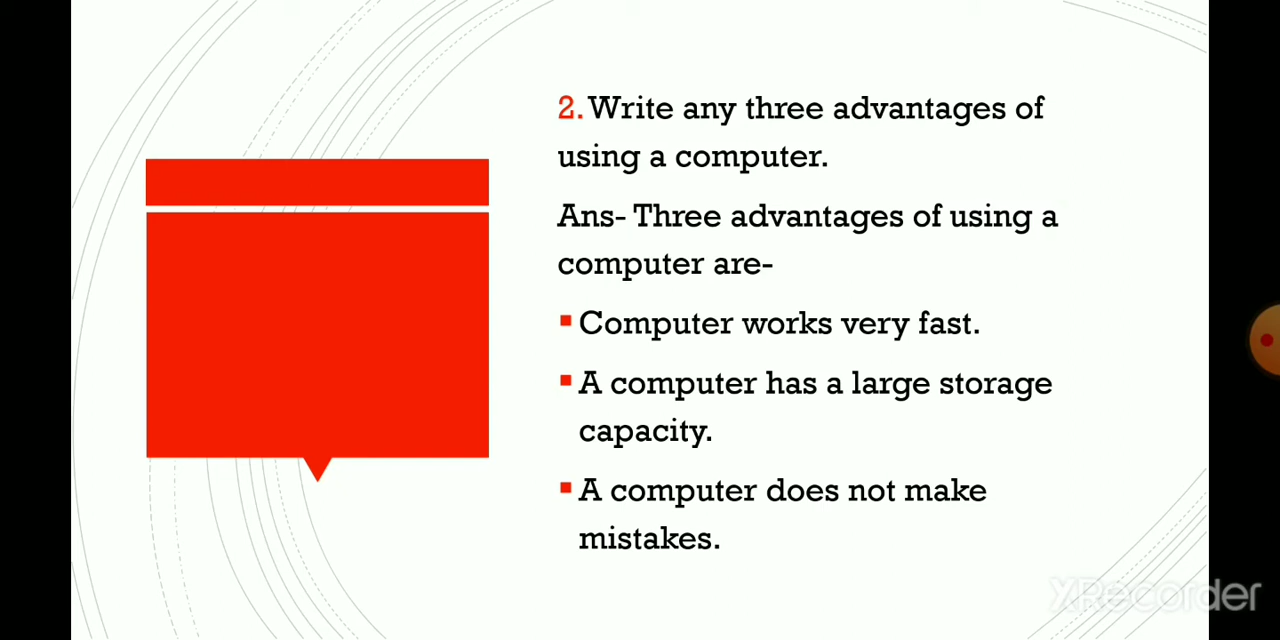 2. Write any three advantages of
using a computer.
Ans- Three advantages of using a
computer are-
▪ Computer works very fast.
▪ A computer has a large storage
capacity.
▪ A computer does not make
mistakes.
XRecorder